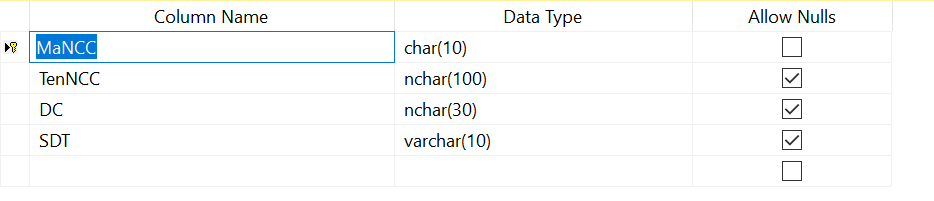 Column Name Data Type Allow Nulls
MaNCC char(10)
TenNCC nchar(100)
DC nchar(30)
SDT varchar(10)